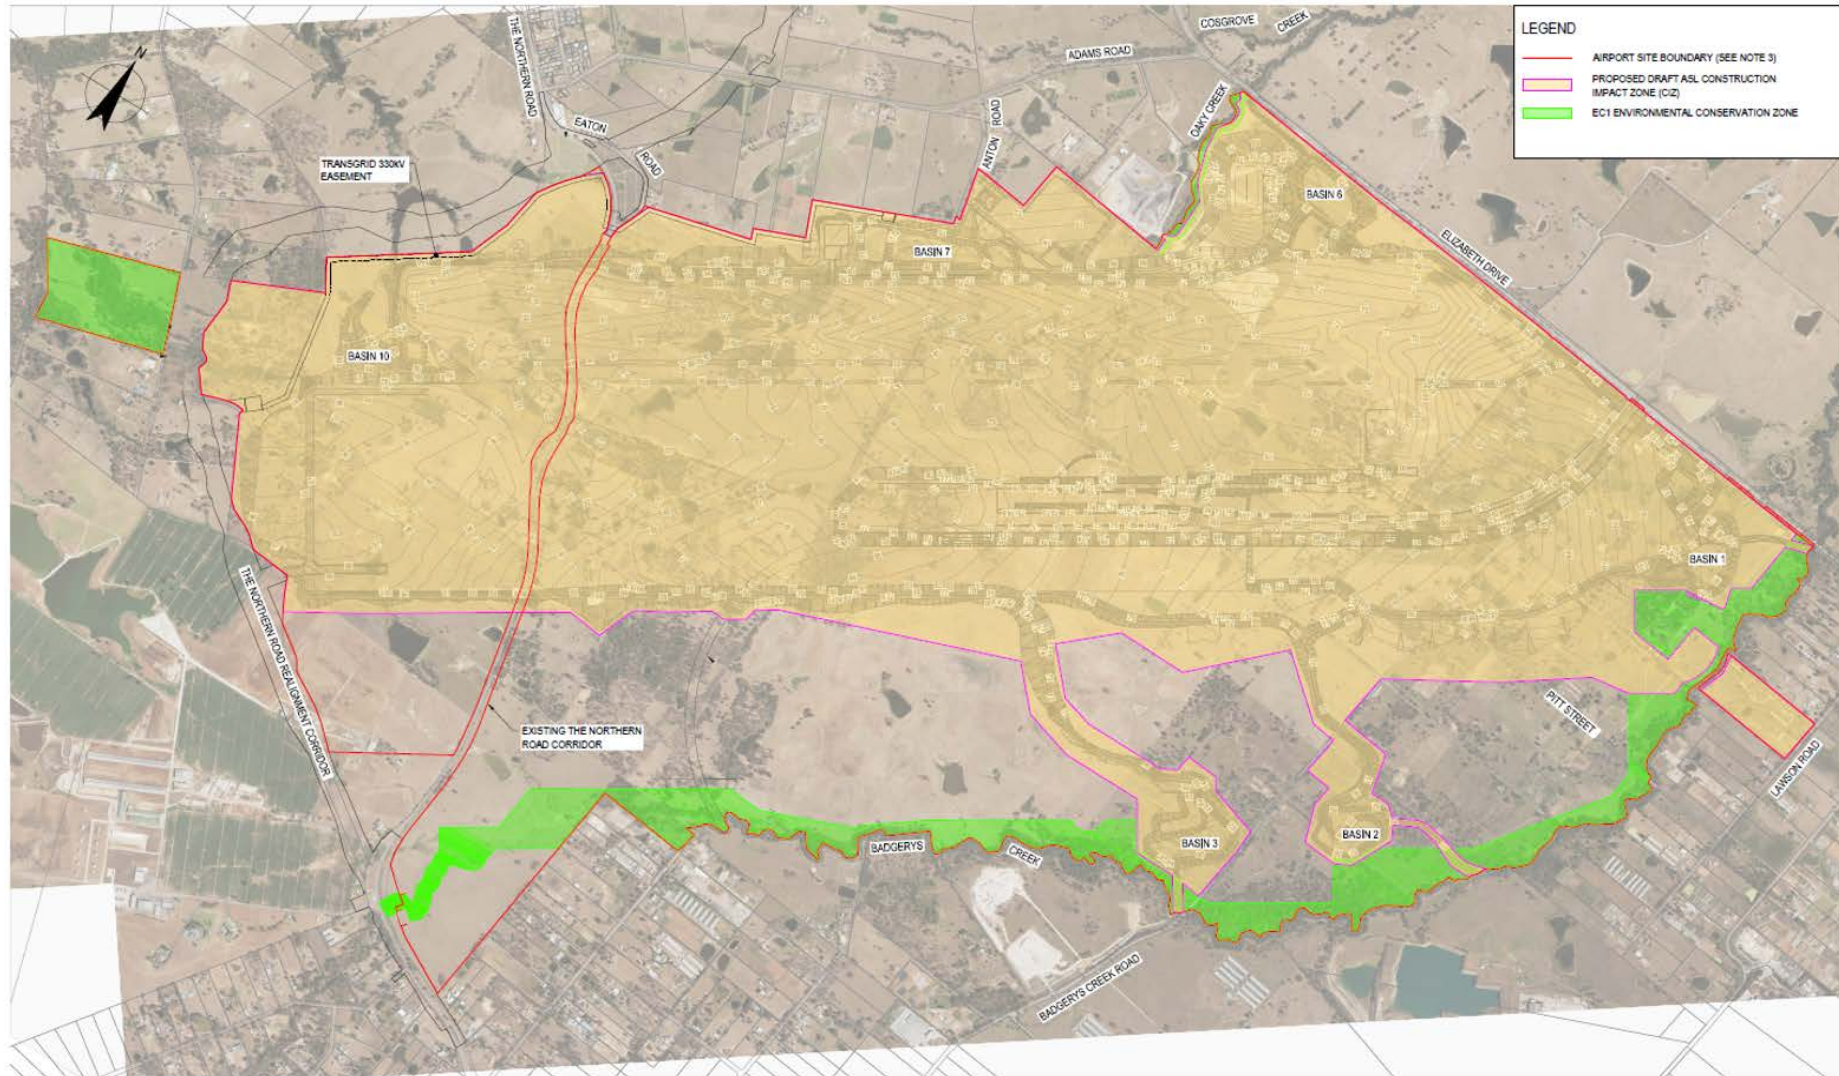 LEGEND
AIRPORT SITE BOUNDARY (SEE NOTE 3)
PROPOSED DRAFT ASL CONSTRUCTION
IMPACT ZONE (CIZ)
EC1 ENVIRONMENTAL CONSERVATION ZONE
N
THE NORTHERN ROAD
COSGROVE
CREEK
ADAMS ROAD
EATON
ROAD
ANTON
ROAD
OAKY CREEK
TRANSGRID 330kV
EASEMENT
BASIN 6
ELIZABETH DRIVE
BASIN 7
BASIN 10
BASIN 1
THE NORTHERN ROAD REALIGNMENT CORRIDOR
EXISTING THE NORTHERN
ROAD CORRIDOR
PITT STREET
LAWSON ROAD
BASIN 3
BASIN 2
BADGERYS
CREEK
BADGERYS CREEK ROAD